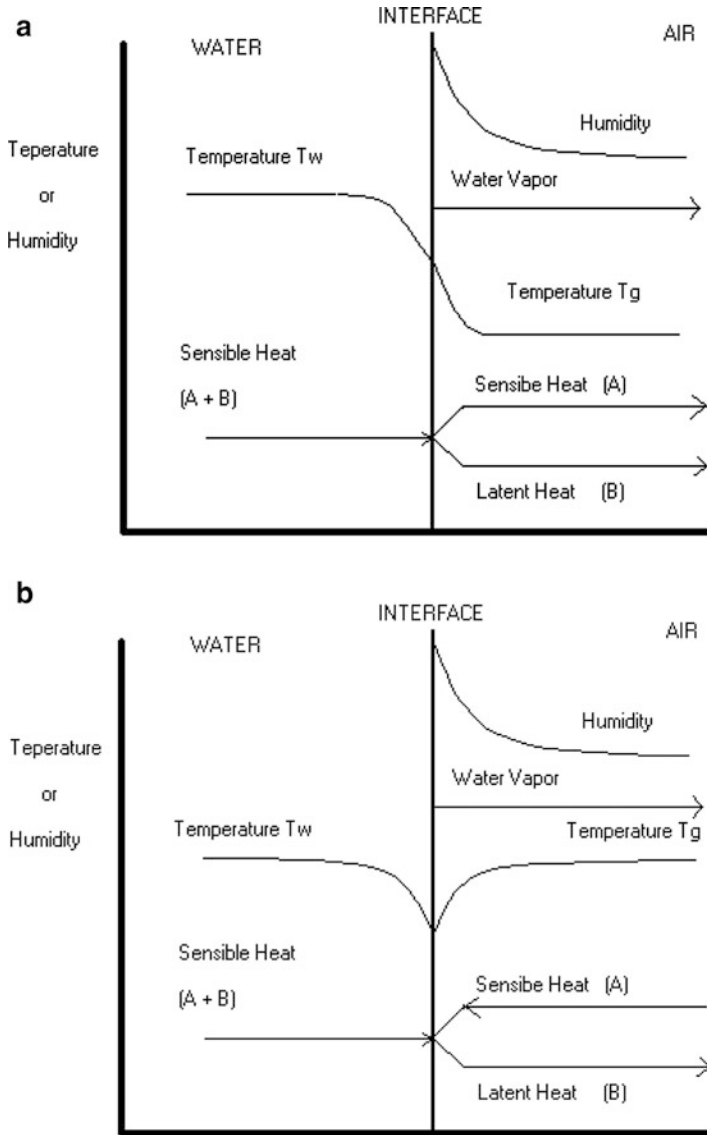 a
INTERFACE
WATER
AIR
Teperature
or
Humidity
Humidity
Temperature Tw
Water Vapor
Temperature Tg
Sensible Heat
(A + B)
Sensibe Heat (A)
Latent Heat (B)
b
INTERFACE
WATER
AIR
Teperature
or
Humidity
Humidity
Water Vapor
Temperature Tw
Temperature Tg
Sensible Heat
(A + B)
Sensibe Heat (A)
Latent Heat (B)